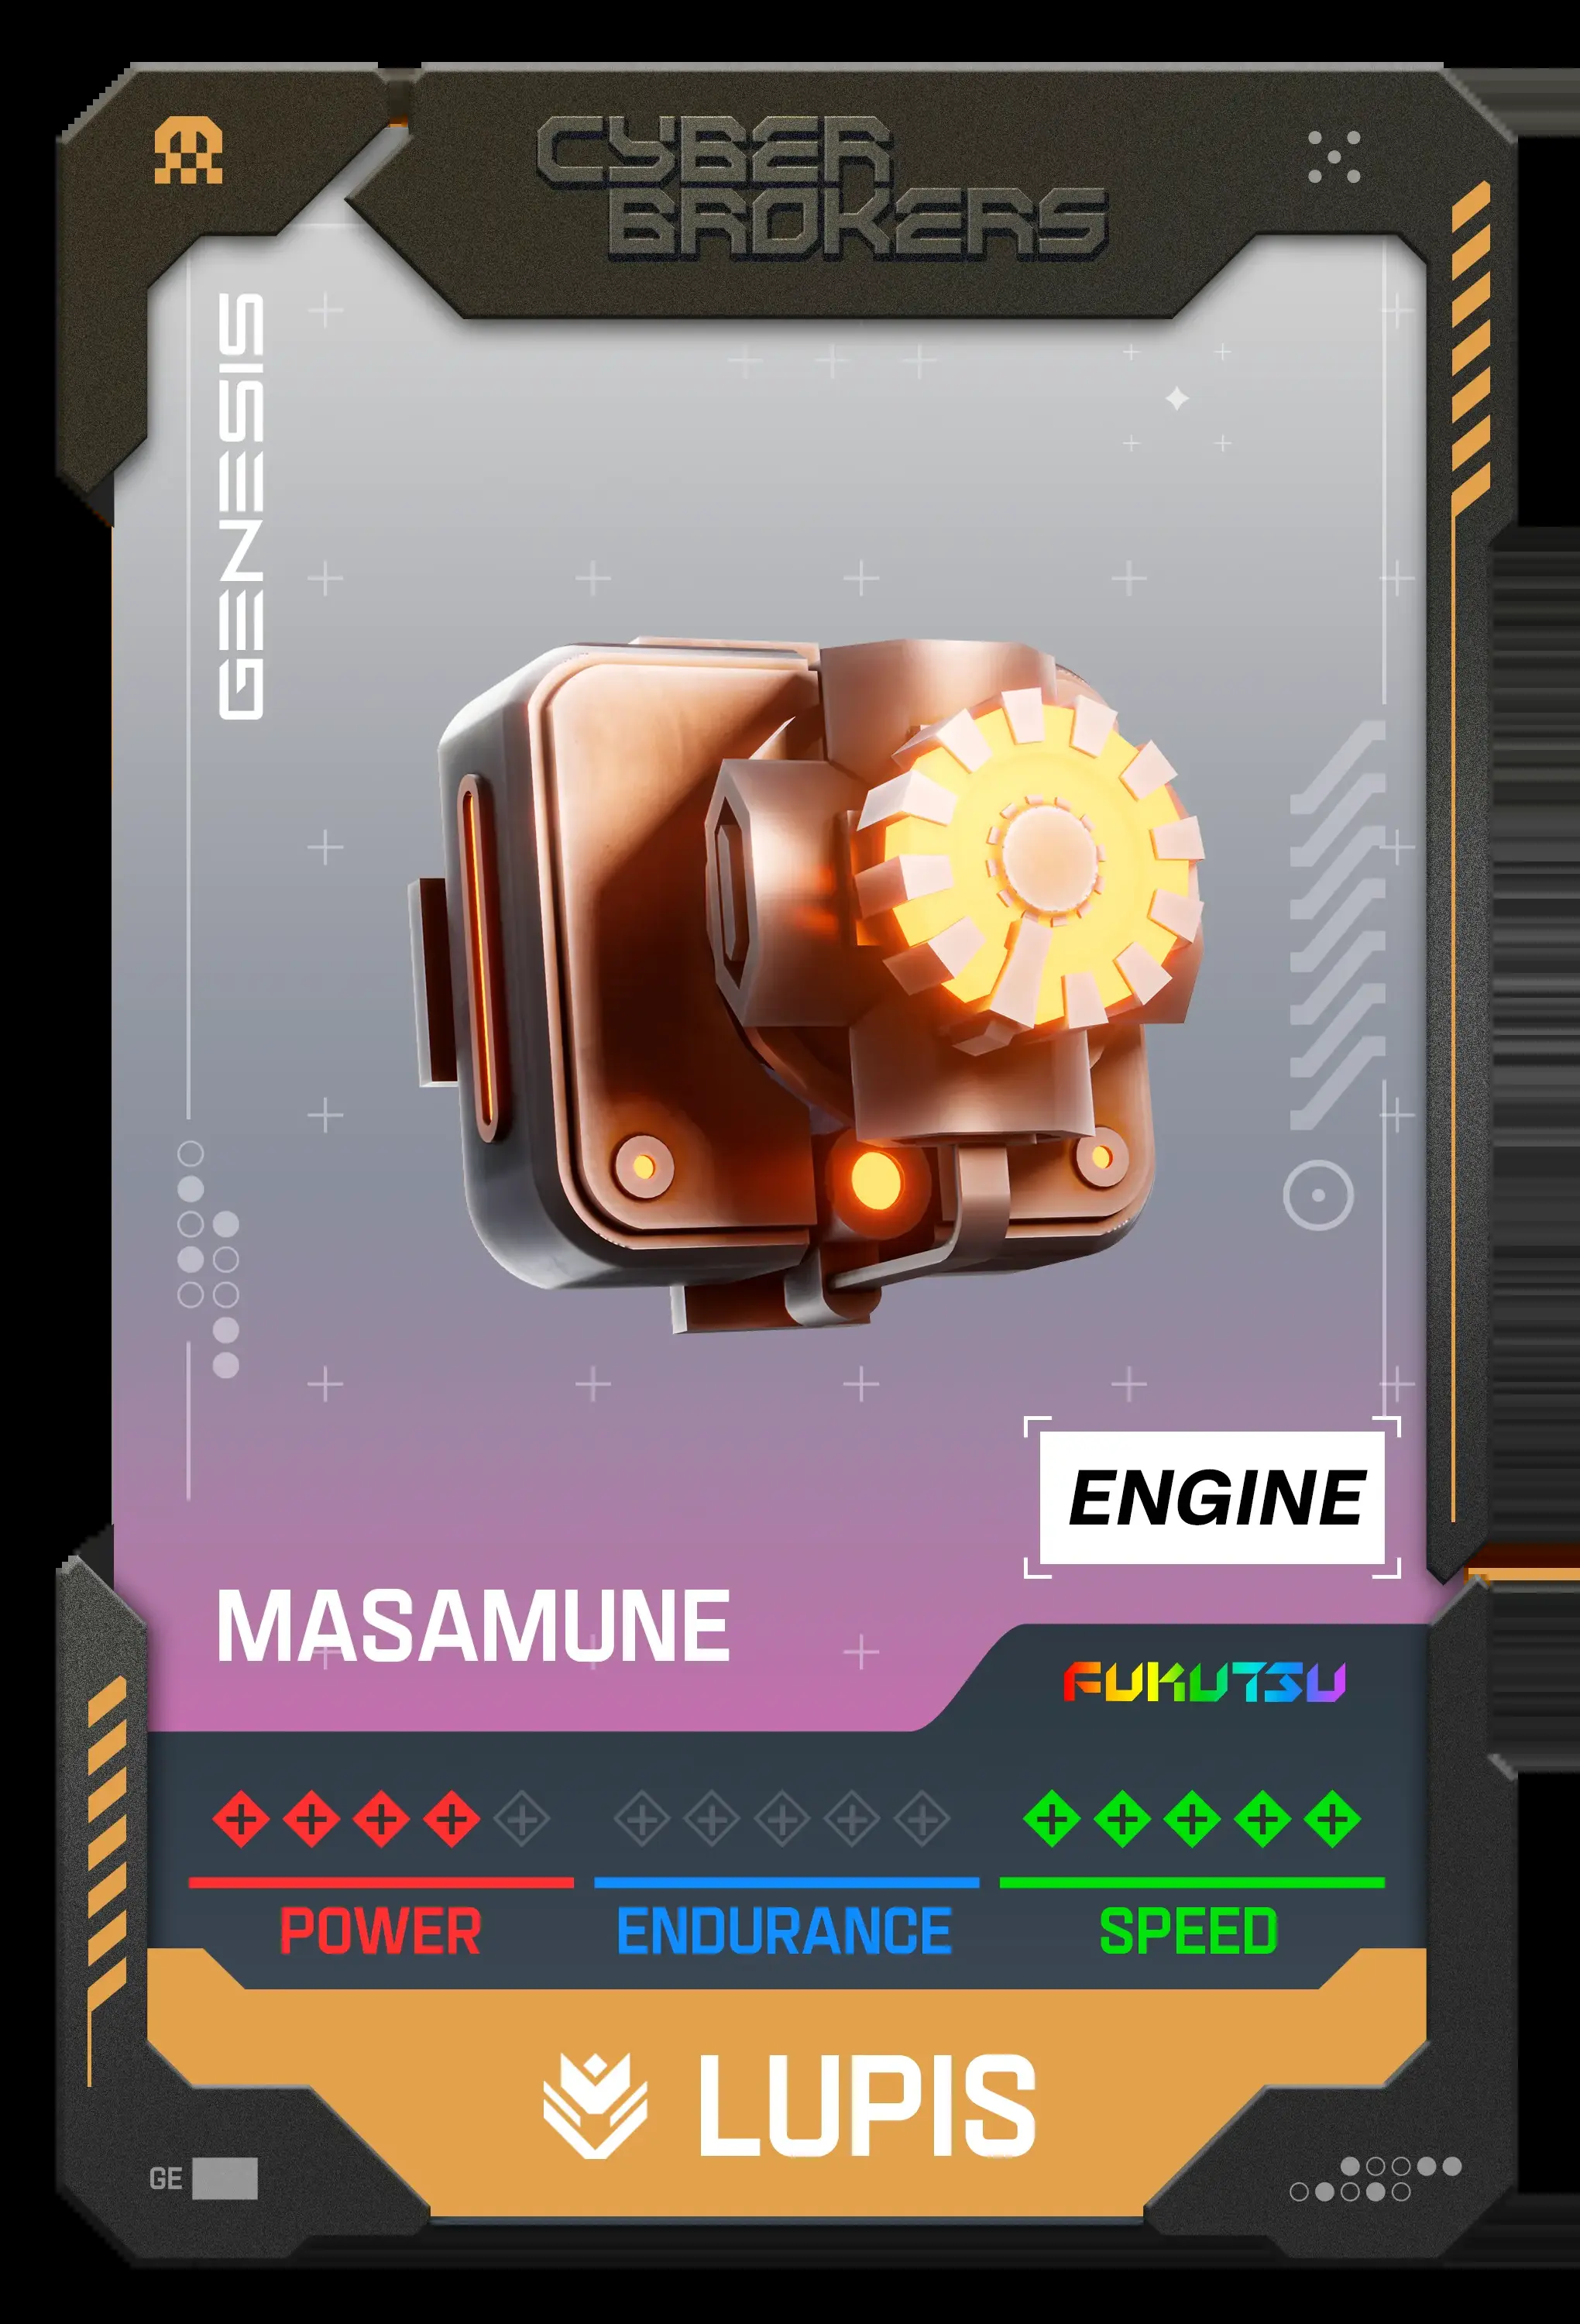 CYBER
BROKERS
GENESIS
ENGINE
MASAMUNE
FUKUTSU
POWER
ENDURANCE
SPEED
LUPIS
GE